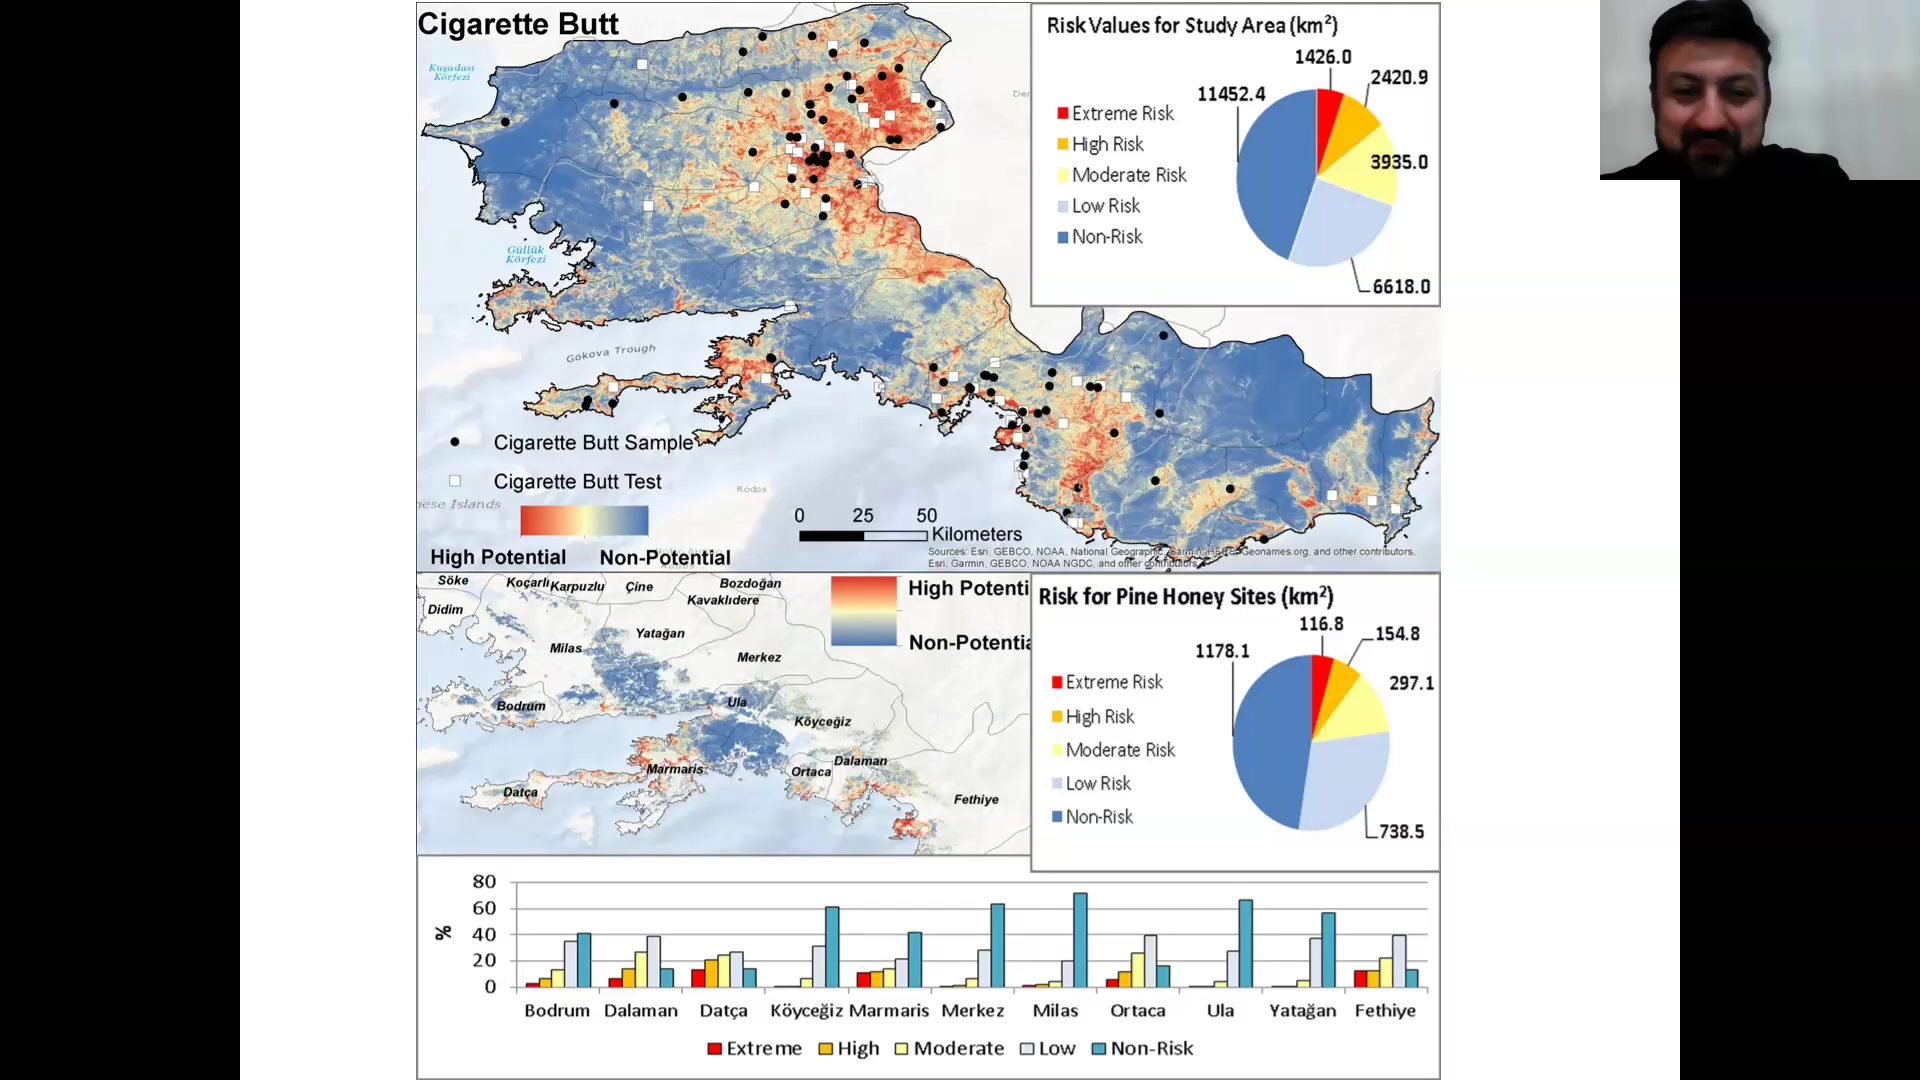 Cigarette Butt
Kuşadası
Körfezi
Güllük
Körfezi
Gökova Trough
Cigarette Butt Sample
Cigarette Butt Test
Rodos
nese Islands
High Potential Non-Potential
0 25 50
Kilometers
Sources: Esri, GEBCO, NOAA, National Geographic, Garmin, HERE, Geonames.org, and other contributors,
Esri, Garmin, GEBCO, NOAA NGDC, and other contributors
Risk Values for Study Area (km²)
1426.0
2420.9
11452.4
3935.0
6618.0
Extreme Risk
High Risk
Moderate Risk
Low Risk
Non-Risk
Söke
Koçarlı
Karpuzlu
Çine
Bozdoğan
Kavaklıdere
Didim
Yatağan
Milas
Merkez
Bodrum
Ula
Köyceğiz
Marmaris
Ortaca
Dalaman
Datça
Fethiye
High Potenti
Non-Potentia
Risk for Pine Honey Sites (km²)
116.8
154.8
1178.1
297.1
738.5
Extreme Risk
High Risk
Moderate Risk
Low Risk
Non-Risk
80
60
40
20
0
%
Bodrum Dalaman Datça Köyceğiz Marmaris Merkez Milas Ortaca Ula Yatağan Fethiye
Extreme High Moderate Low Non-Risk